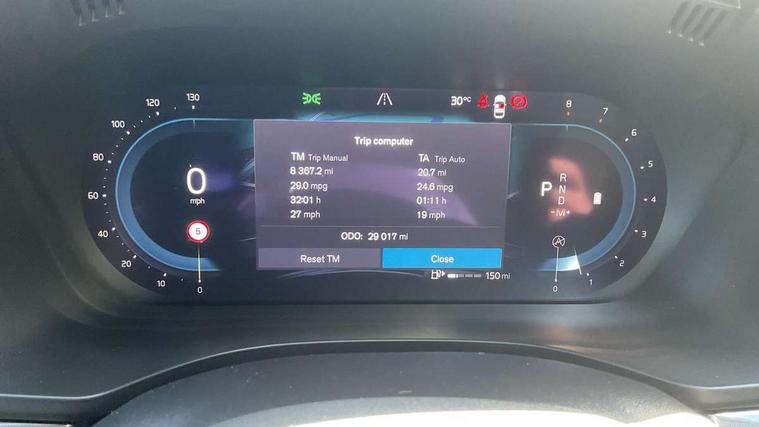 130
120
100
80
60
40
20
10
0
0
mph
5
30°C
Trip computer
TM Trip Manual
TA Trip Auto
8 367.2 mi
20.7 mi
29.0 mpg
24.6 mpg
32:01 h
01:11 h
27 mph
19 mph
ODO: 29 017 mi
Reset TM
Close
150 mi
P
R
N
D
-M+
8
7
6
5
4
3
2
1
0